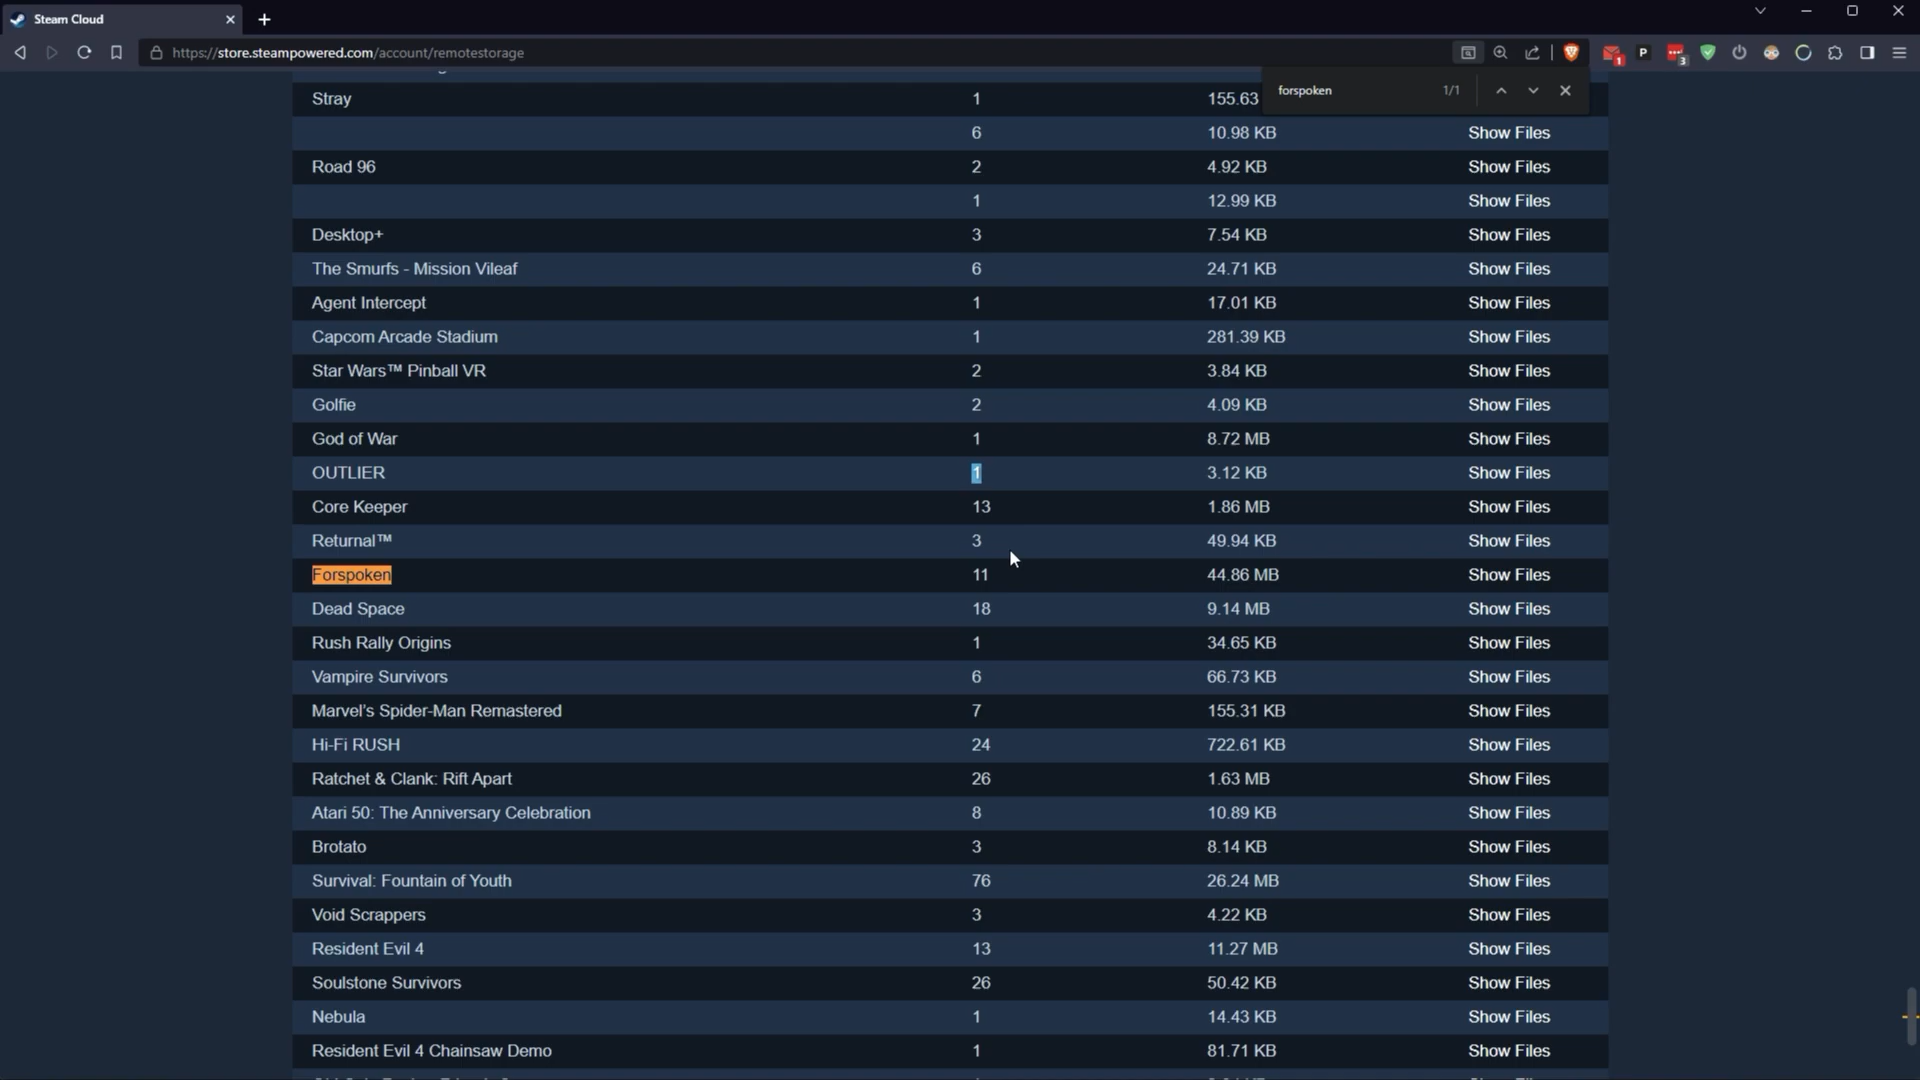 Steam Cloud
https://store.steampowered.com/account/remotestorage
1
P
3
forspoken 1/1
Stray 1 155.63
6 10.98 KB Show Files
Road 96 2 4.92 KB Show Files
1 12.99 KB Show Files
Desktop+ 3 7.54 KB Show Files
The Smurfs - Mission Vileaf 6 24.71 KB Show Files
Agent Intercept 1 17.01 KB Show Files
Capcom Arcade Stadium 1 281.39 KB Show Files
Star Wars™ Pinball VR 2 3.84 KB Show Files
Golfie 2 4.09 KB Show Files
God of War 1 8.72 MB Show Files
OUTLIER 1 3.12 KB Show Files
Core Keeper 13 1.86 MB Show Files
Returnal™ 3 49.94 KB Show Files
Forspoken 11 44.86 MB Show Files
Dead Space 18 9.14 MB Show Files
Rush Rally Origins 1 34.65 KB Show Files
Vampire Survivors 6 66.73 KB Show Files
Marvel's Spider-Man Remastered 7 155.31 KB Show Files
Hi-Fi RUSH 24 722.61 KB Show Files
Ratchet & Clank: Rift Apart 26 1.63 MB Show Files
Atari 50: The Anniversary Celebration 8 10.89 KB Show Files
Brotato 3 8.14 KB Show Files
Survival: Fountain of Youth 76 26.24 MB Show Files
Void Scrappers 3 4.22 KB Show Files
Resident Evil 4 13 11.27 MB Show Files
Soulstone Survivors 26 50.42 KB Show Files
Nebula 1 14.43 KB Show Files
Resident Evil 4 Chainsaw Demo 1 81.71 KB Show Files